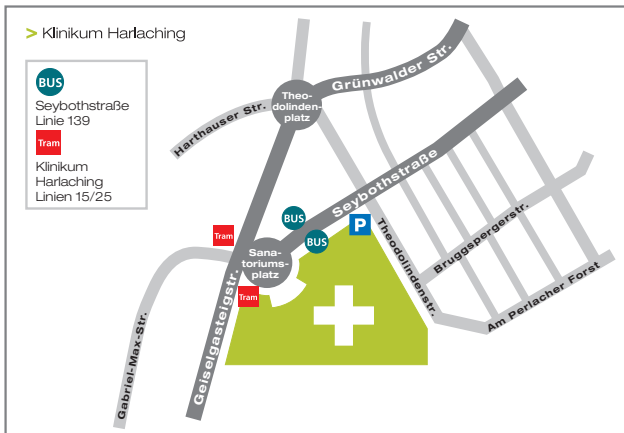 > Klinikum Harlaching
BUS
Seybothstraße
Linie 139
Tram
Klinikum
Harlaching
Linien 15/25
Grünwalder Str.
Theo-
dolinden-
platz
Harthauser Str.
Seybothstraße
BUS
P
BUS
Tram
Theodolindenstr.
Bruggspergerstr.
Sana-
toriums-
platz
Tram
Am Perlacher Forst
Geiselgasteigstr.
Gabriel-Max-Str.